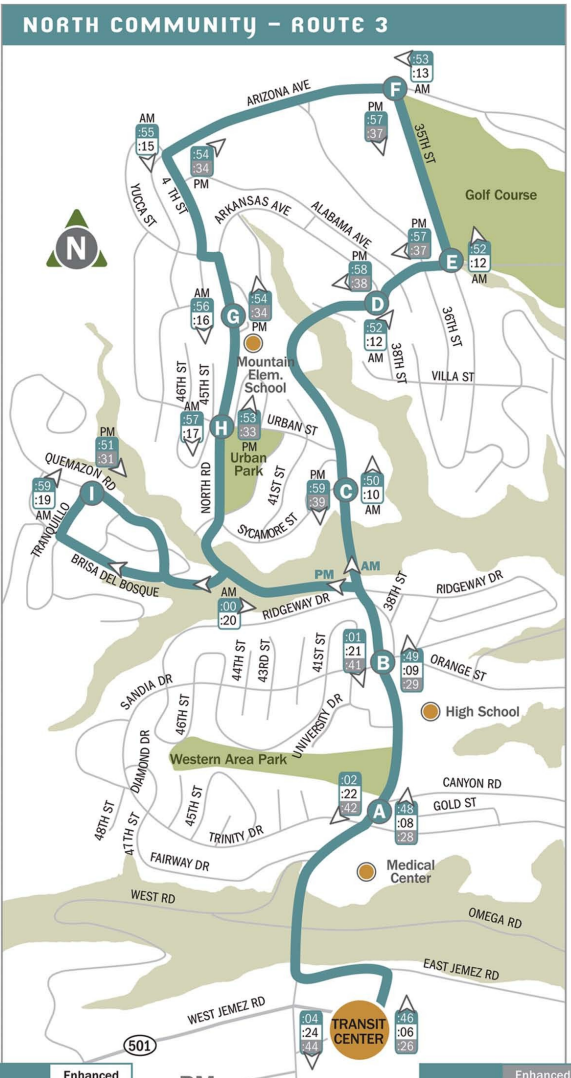 NORTH COMMUNITY – ROUTE 3
:53
:13
AM
F
ARIZONA AVE
PM
:57
:37
35TH ST
AM
:55
:15
:54
:34
PM
4 TH ST
YUCCA ST
ARKANSAS AVE
ALABAMA AVE
Golf Course
N
PM
:57
:37
E
:52
:12
AM
PM
:58
:38
D
:52
:12
AM
38TH ST
36TH ST
VILLA ST
AM
:56
:16
G
:54
:34
PM
Mountain
Elem.
School
46TH ST
45TH ST
AM
:57
:17
H
:53
:33
PM
URBAN ST
Urban
Park
NORTH RD
41ST ST
SYCAMORE ST
PM
:59
:39
C
:50
:10
AM
PM
:51
:31
QUEMAZON RD
I
:59
:19
AM
TRANQUILLO
BRISA DEL BOSQUE
AM
:00
:20
PM
AM
RIDGEWAY DR
38TH ST
RIDGEWAY DR
:01
:21
:41
B
:49
:09
:29
ORANGE ST
44TH ST
43RD ST
41ST ST
SANDIA DR
46TH ST
UNIVERSITY DR
High School
DIAMOND DR
Western Area Park
:02
:22
:42
A
:48
:08
:28
CANYON RD
GOLD ST
48TH ST
47TH ST
45TH ST
TRINITY DR
FAIRWAY DR
Medical
Center
WEST RD
OMEGA RD
EAST JEMEZ RD
WEST JEMEZ RD
501
:04
:24
:44
TRANSIT
CENTER
:46
:06
:26
Enhanced
Enhanced